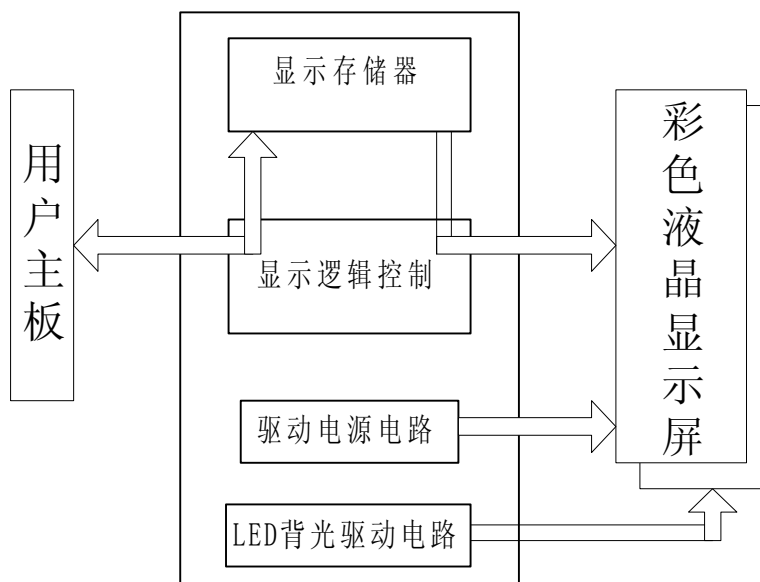 显示存储器
用户主板
彩色液晶显示屏
显示逻辑控制
驱动电源电路
LED背光驱动电路